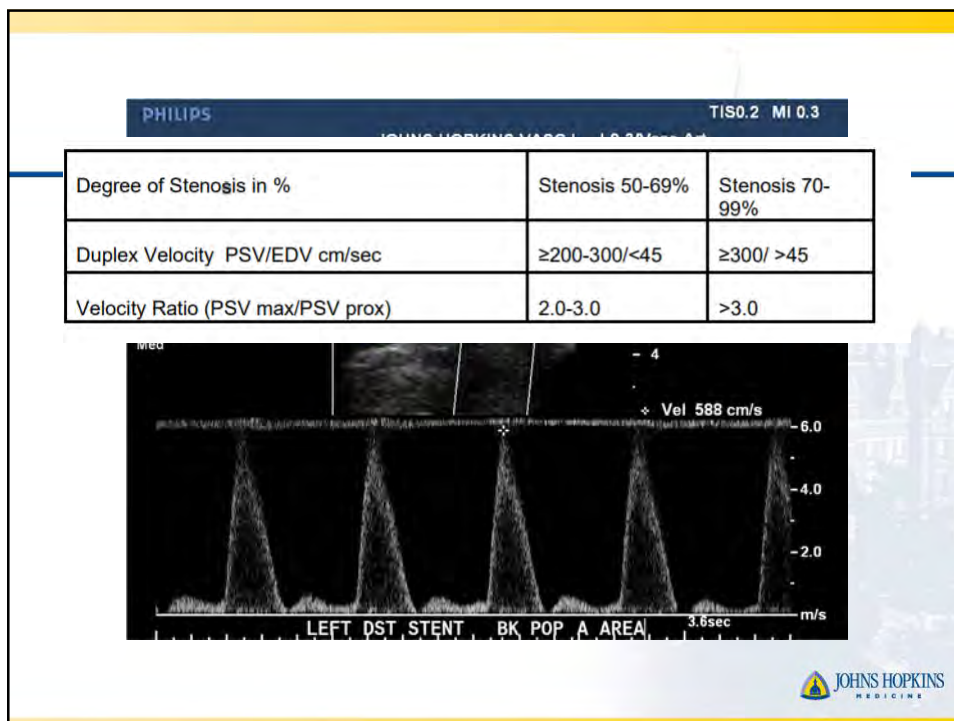 PHILIPS
TIS0.2 MI 0.3
Degree of Stenosis in % Stenosis 50-69% Stenosis 70-
99%
Duplex Velocity PSV/EDV cm/sec ≥200-300/<45 ≥300/ >45
Velocity Ratio (PSV max/PSV prox) 2.0-3.0 >3.0
Med
4
Vel 588 cm/s
6.0
4.0
2.0
m/s
LEFT DST STENT BK POP A AREA
3.6sec
JOHNS HOPKINS
MEDICINE